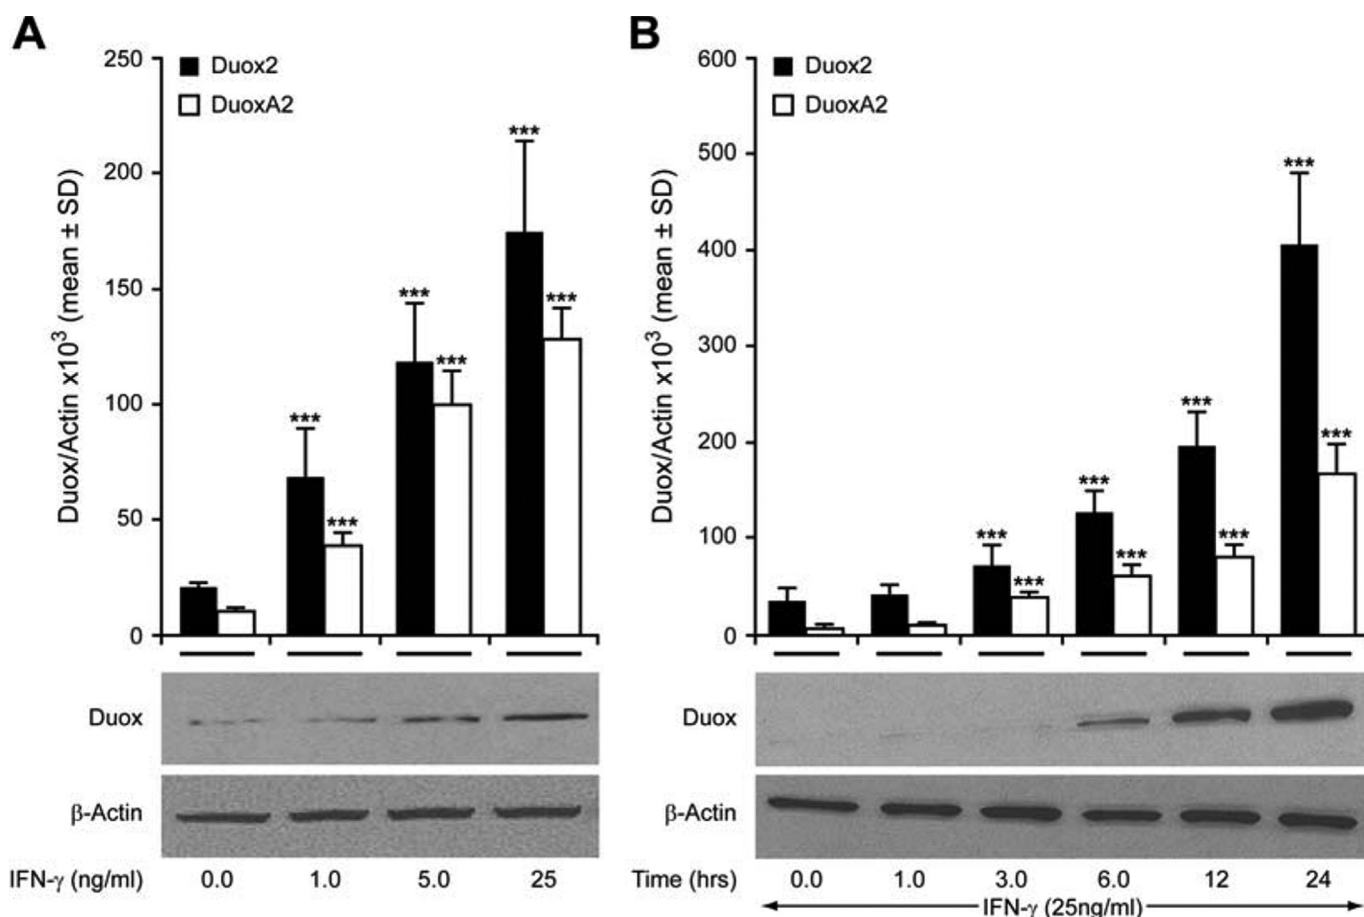 A
B
Duox/Actin x10³ (mean ± SD)
250
200
150
100
50
0
Duox2
DuoxA2
***
***
***
***
***
***
Duox
β-Actin
IFN-γ (ng/ml)
0.0 1.0 5.0 25
Duox/Actin x10³ (mean ± SD)
600
500
400
300
200
100
0
Duox2
DuoxA2
***
***
***
***
***
***
***
***
Duox
β-Actin
Time (hrs)
0.0 1.0 3.0 6.0 12 24
IFN-γ (25ng/ml)